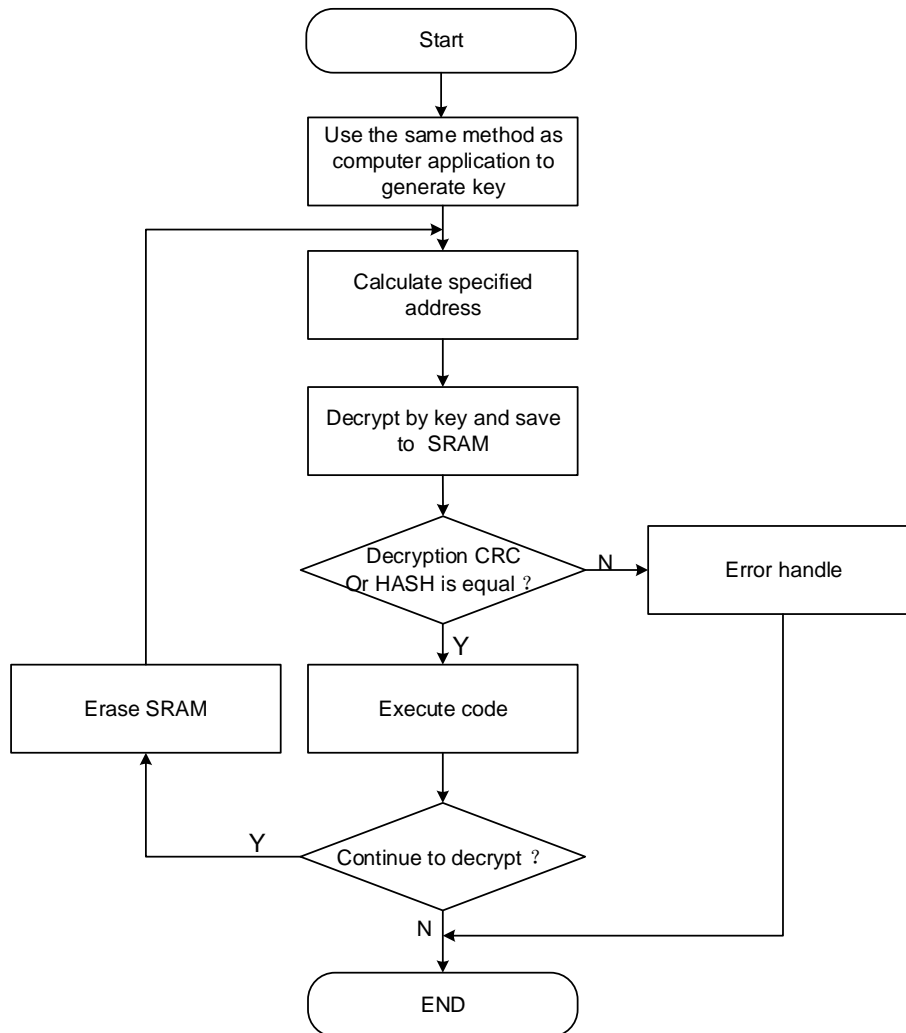 Start
Use the same method as
computer application to
generate key
Calculate specified
address
Decrypt by key and save
to SRAM
Decryption CRC
Or HASH is equal ？
N
Error handle
Y
Erase SRAM
Execute code
Y
Continue to decrypt ？
N
END